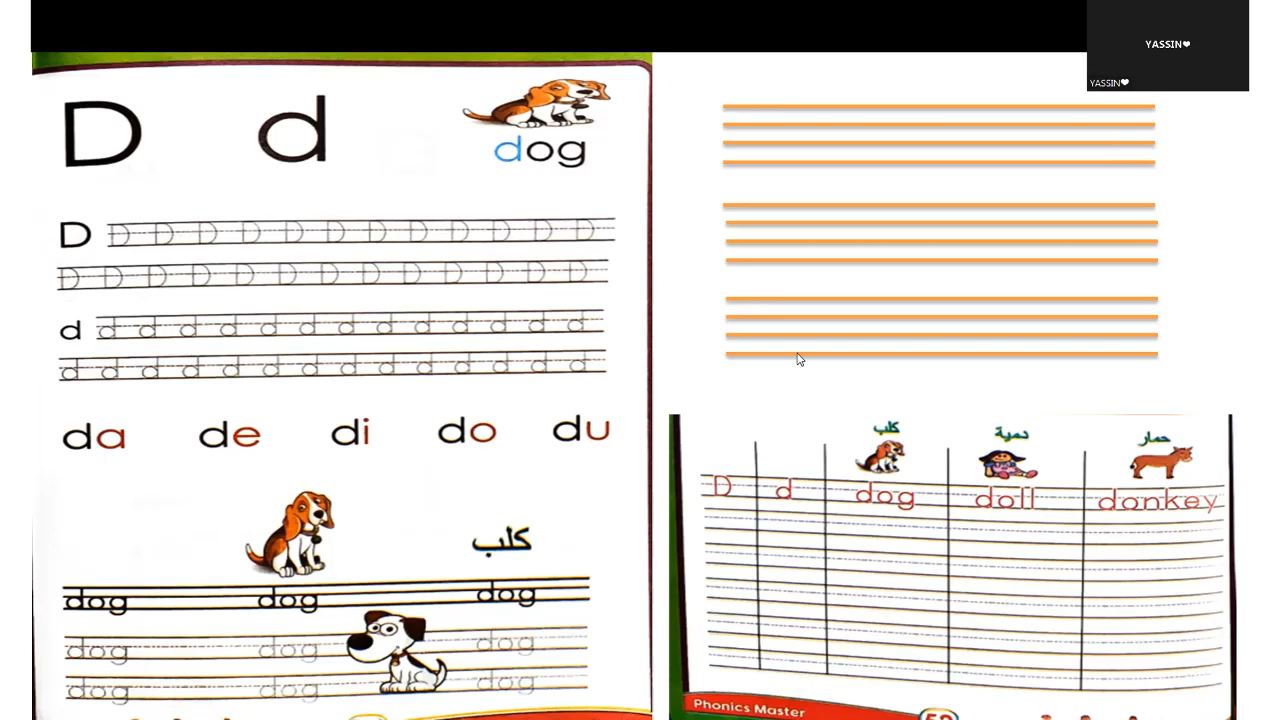 YASSIN❤
YASSIN❤
D d
dog
D D D D D D D D D D D D D
D D D D D D D D D D D D D
d d d d d d d d d d d d d d
d d d d d d d d d d d d d d
da de di do du
كلب
dog dog dog
dog dog dog
dog dog dog
كلب دمية حمار
D d dog doll donkey
Phonics Master
59